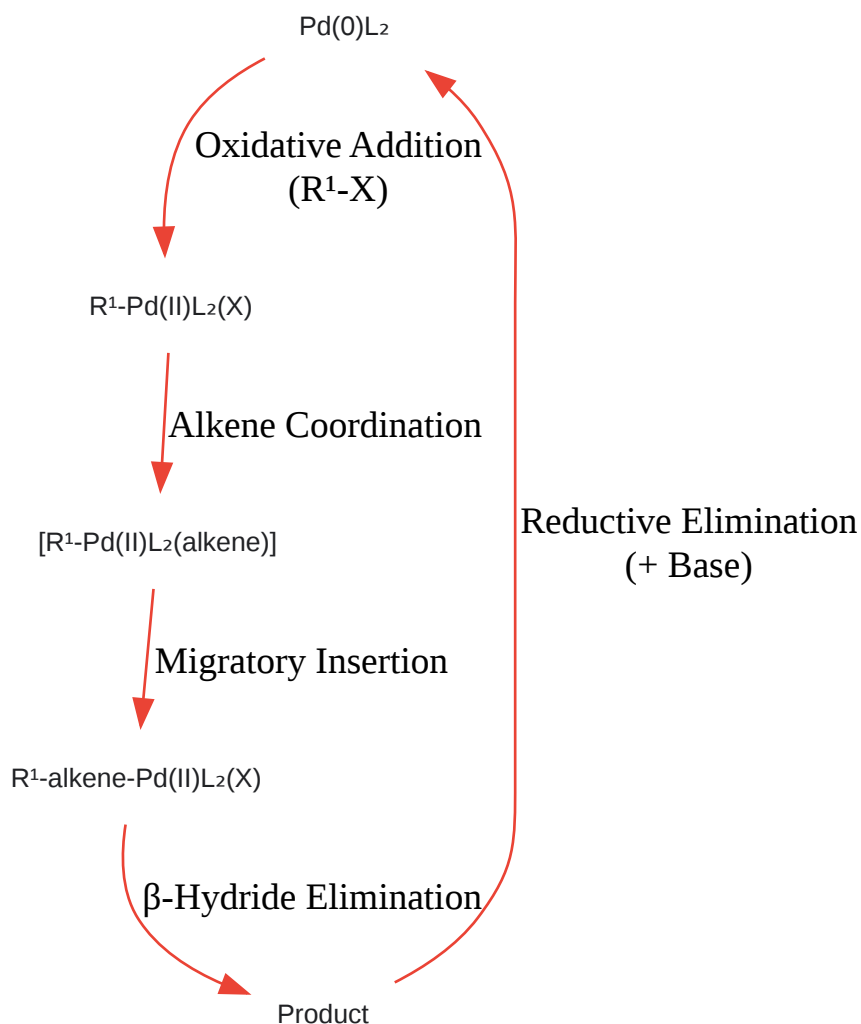 Pd(0)L₂
Oxidative Addition
(R¹-X)
R¹-Pd(II)L₂(X)
Alkene Coordination
[R¹-Pd(II)L₂(alkene)]
Reductive Elimination
(+ Base)
Migratory Insertion
R¹-alkene-Pd(II)L₂(X)
β-Hydride Elimination
Product